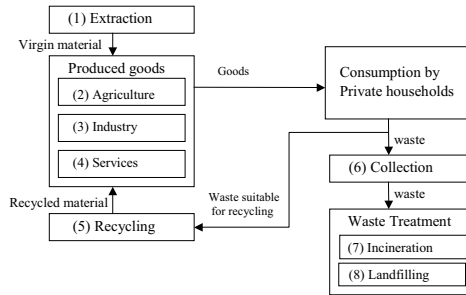 (1) Extraction
Virgin material
Produced goods
(2) Agriculture
(3) Industry
(4) Services
Goods
Consumption by
Private households
waste
(6) Collection
waste
Recycled material
Waste suitable
for recycling
(5) Recycling
Waste Treatment
(7) Incineration
(8) Landfilling